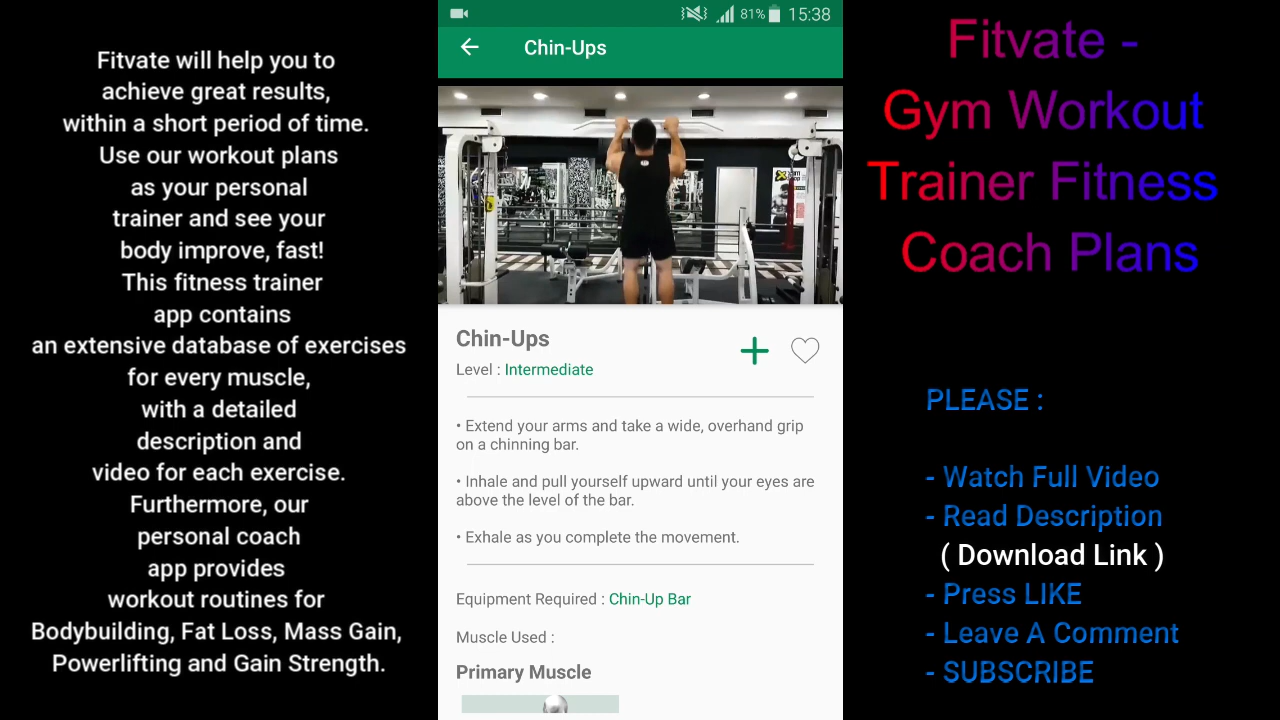 Fitvate will help you to
achieve great results,
within a short period of time.
Use our workout plans
as your personal
trainer and see your
body improve, fast!
This fitness trainer
app contains
an extensive database of exercises
for every muscle,
with a detailed
description and
video for each exercise.
Furthermore, our
personal coach
app provides
workout routines for
Bodybuilding, Fat Loss, Mass Gain,
Powerlifting and Gain Strength.
81% 15:38
Chin-Ups
Chin-Ups
Level : Intermediate
• Extend your arms and take a wide, overhand grip
on a chinning bar.
• Inhale and pull yourself upward until your eyes are
above the level of the bar.
• Exhale as you complete the movement.
Equipment Required : Chin-Up Bar
Muscle Used :
Primary Muscle
Fitvate -
Gym Workout
Trainer Fitness
Coach Plans
PLEASE :
- Watch Full Video
- Read Description
( Download Link )
- Press LIKE
- Leave A Comment
- SUBSCRIBE